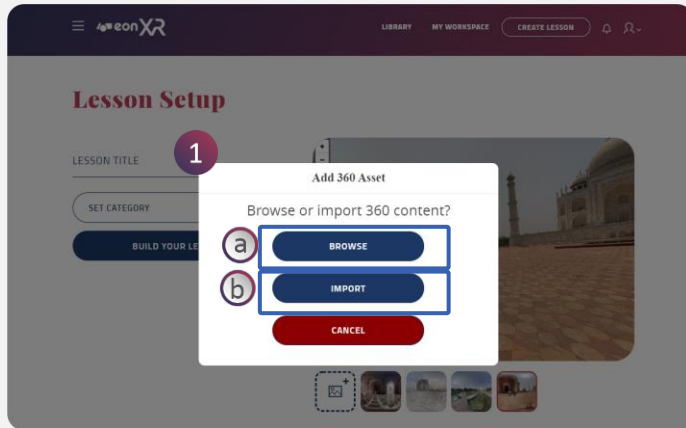 eonXR
LIBRARY MY WORKSPACE CREATE LESSON
Lesson Setup
LESSON TITLE
1
Add 360 Asset
SET CATEGORY
Browse or import 360 content?
BUILD YOUR LE
a BROWSE
b IMPORT
CANCEL